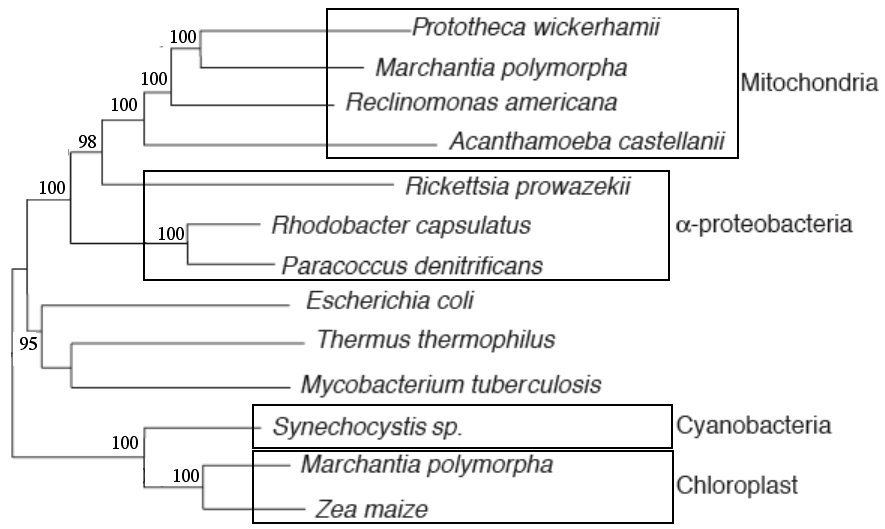 100 Prototheca wickerhamii
100 Marchantia polymorpha
Mitochondria
100 Reclinomonas americana
98 Acanthamoeba castellanii
100 Rickettsia prowazekii
100 Rhodobacter capsulatus
α-proteobacteria
Paracoccus denitrificans
Escherichia coli
95 Thermus thermophilus
Mycobacterium tuberculosis
100 Synechocystis sp.
Cyanobacteria
100 Marchantia polymorpha
Chloroplast
Zea maize